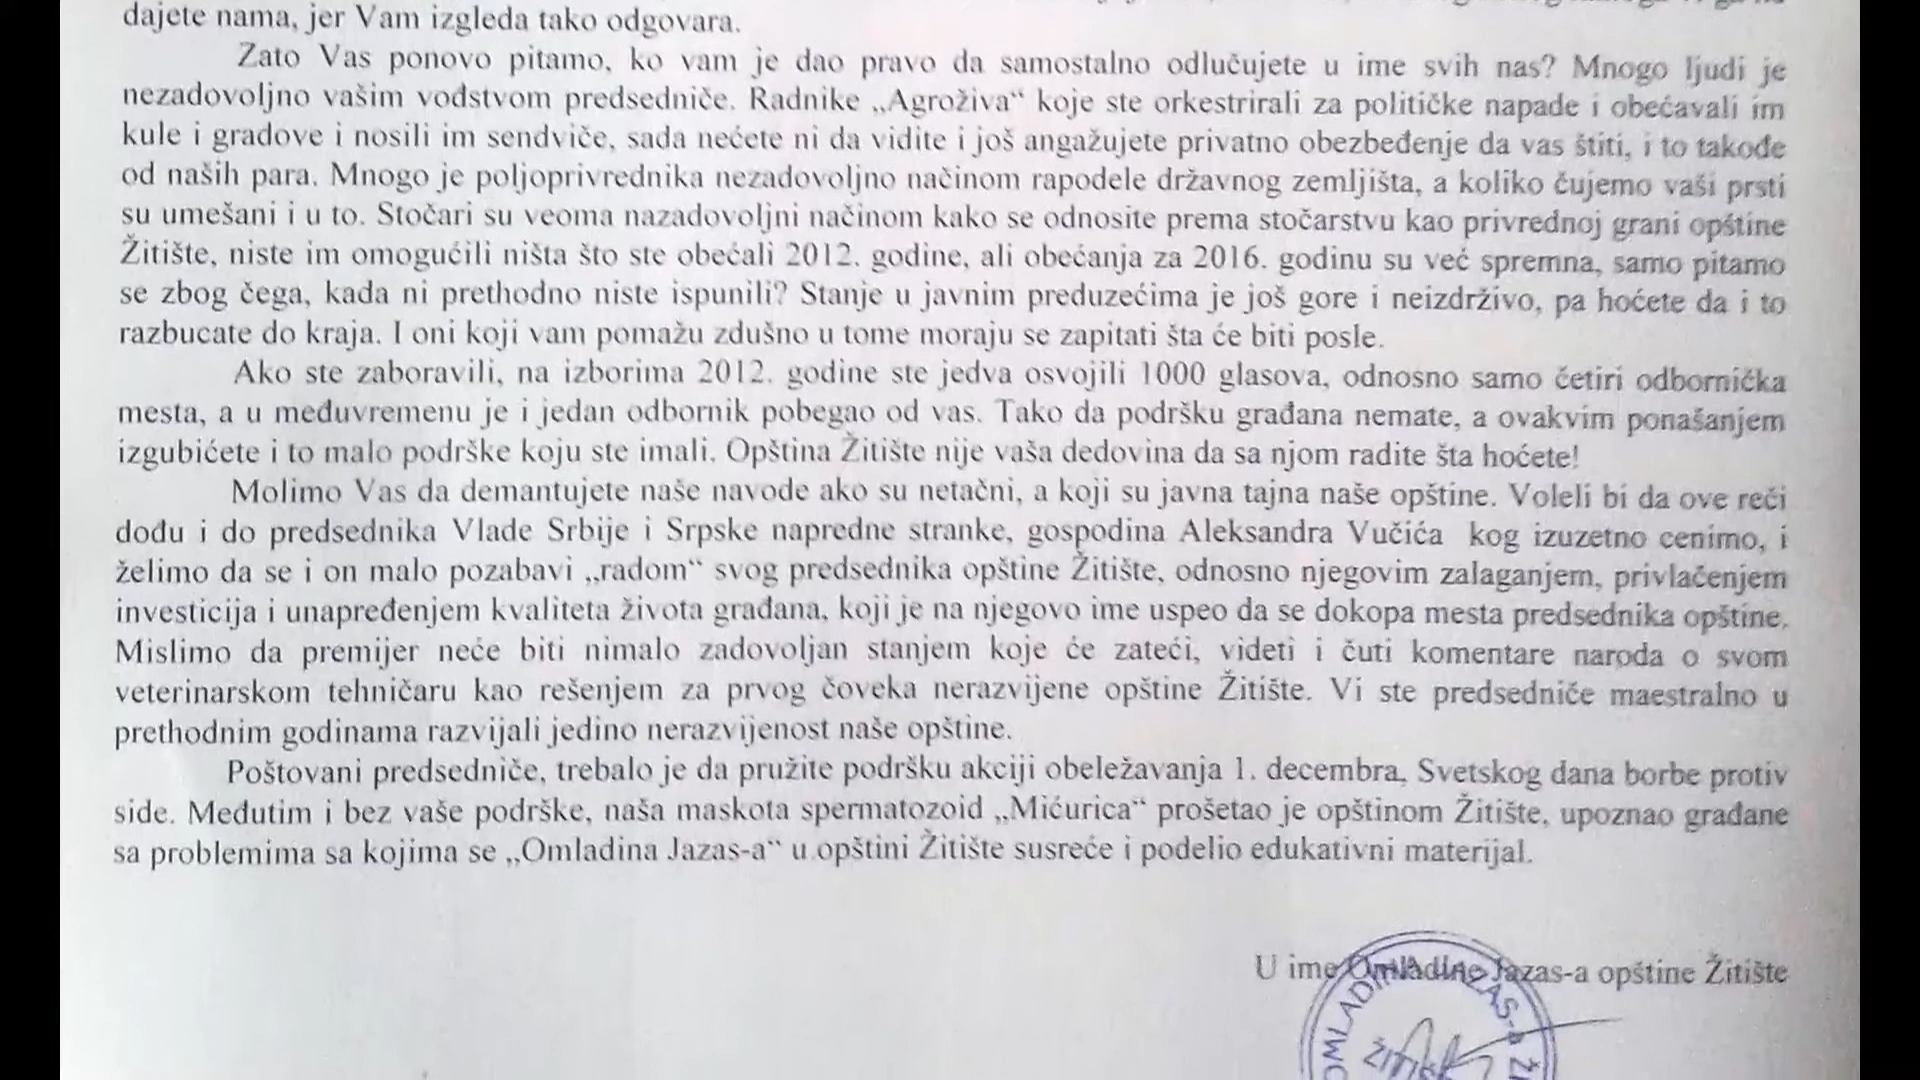 dajete nama, jer Vam izgleda tako odgovara.
Zato Vas ponovo pitamo, ko vam je dao pravo da samostalno odlučujete u ime svih nas? Mnogo ljudi je
nezadovoljno vašim vođstvom predsedniče. Radnike „Agroživa“ koje ste orkestrirali za političke napade i obećavali im
kule i gradove i nosili im sendviče, sada nećete ni da vidite i još angažujete privatno obezbeđenje da vas štiti, i to takođe
od naših para. Mnogo je poljoprivrednika nezadovoljno načinom rapodele državnog zemljišta, a koliko čujemo vaši prsti
su umešani i u to. Stočari su veoma nazadovoljni načinom kako se odnosite prema stočarstvu kao privrednoj grani opštine
Žitište, niste im omogućili ništa što ste obećali 2012. godine, ali obećanja za 2016. godinu su već spremna, samo pitamo
se zbog čega, kada ni prethodno niste ispunili? Stanje u javnim preduzećima je još gore i neizdrživo, pa hoćete da i to
razbucate do kraja. I oni koji vam pomažu zdušno u tome moraju se zapitati šta će biti posle.
Ako ste zaboravili, na izborima 2012. godine ste jedva osvojili 1000 glasova, odnosno samo četiri odbornička
mesta, a u međuvremenu je i jedan odbornik pobegao od vas. Tako da podršku građana nemate, a ovakvim ponašanjem
izgubićete i to malo podrške koju ste imali. Opština Žitište nije vaša dedovina da sa njom radite šta hoćete!
Molimo Vas da demantujete naše navode ako su netačni, a koji su javna tajna naše opštine. Voleli bi da ove reči
dođu i do predsednika Vlade Srbije i Srpske napredne stranke, gospodina Aleksandra Vučića kog izuzetno cenimo, i
želimo da se i on malo pozabavi „radom“ svog predsednika opštine Žitište, odnosno njegovim zalaganjem, privlačenjem
investicija i unapređenjem kvaliteta života građana, koji je na njegovo ime uspeo da se dokopa mesta predsednika opštine.
Mislimo da premijer neće biti nimalo zadovoljan stanjem koje će zateći, videti i čuti komentare naroda o svom
veterinarskom tehničaru kao rešenjem za prvog čoveka nerazvijene opštine Žitište. Vi ste predsedniče maestralno u
prethodnim godinama razvijali jedino nerazvijenost naše opštine.
Poštovani predsedniče, trebalo je da pružite podršku akciji obeležavanja 1. decembra, Svetskog dana borbe protiv
side. Međutim i bez vaše podrške, naša maskota spermatozoid „Mićurica“ prošetao je opštinom Žitište, upoznao građane
sa problemima sa kojima se „Omladina Jazas-a“ u opštini Žitište susreće i podelio edukativni materijal.
U ime Omladine Jazas-a opštine Žitište
OMLADINA JAZAS-a